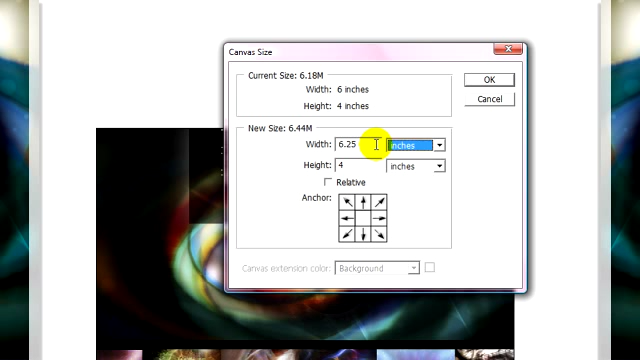 Canvas Size
Current Size: 6.18M
Width: 6 inches
Height: 4 inches
New Size: 6.44M
Width: 6.25 inches
Height: 4 inches
Relative
Anchor:
Canvas extension color: Background
OK
Cancel